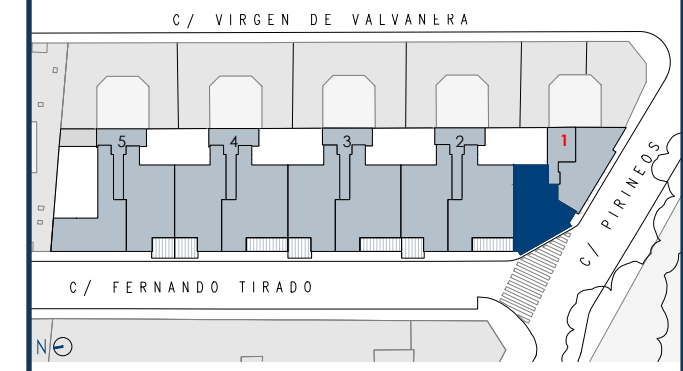 C/ VIRGEN DE VALVANERA
5 4 3 2 1
C/ PIRINEOS
C/ FERNANDO TIRADO
N